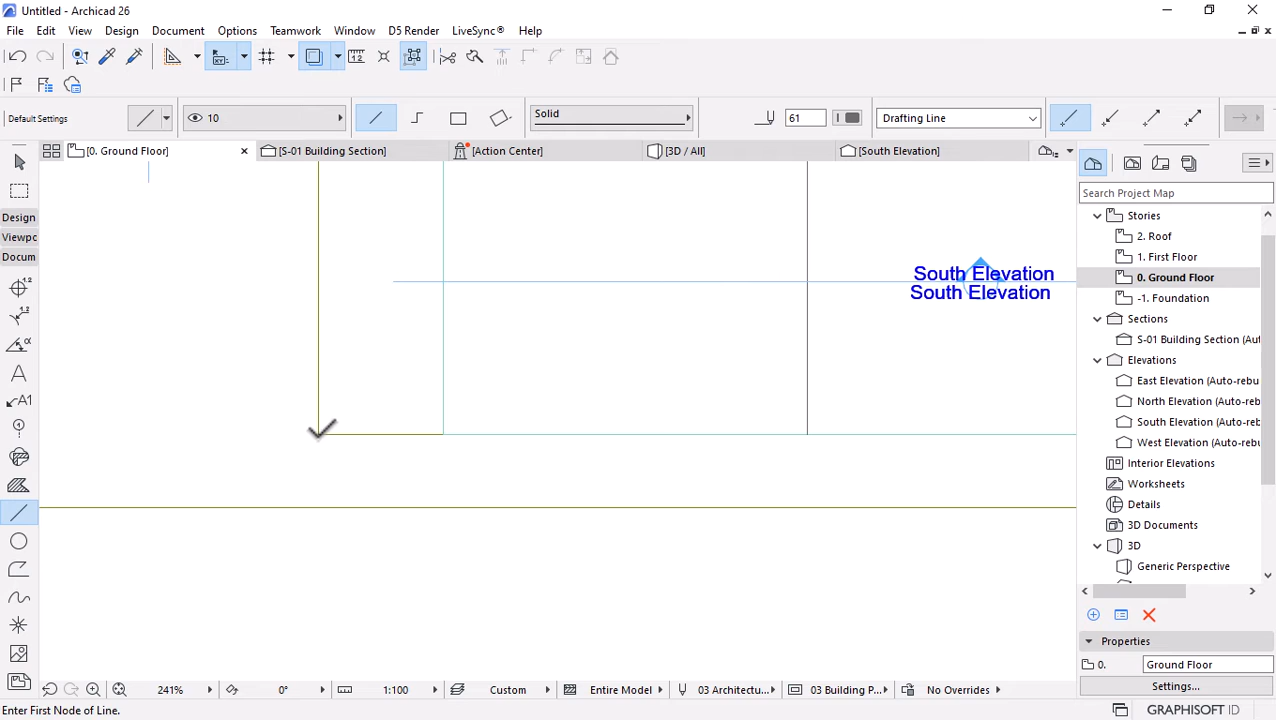 Untitled - Archicad 26
File Edit View Design Document Options Teamwork Window D5 Render LiveSync® Help
Default Settings
10
Solid
61
Drafting Line
[0. Ground Floor]
[S-01 Building Section]
[Action Center]
[3D / All]
[South Elevation]
Design
Viewpc
Docum
South Elevation
South Elevation
Search Project Map
Stories
2. Roof
1. First Floor
0. Ground Floor
-1. Foundation
Sections
S-01 Building Section (Au
Elevations
East Elevation (Auto-rebu
North Elevation (Auto-reb
South Elevation (Auto-reb
West Elevation (Auto-reb
Interior Elevations
Worksheets
Details
3D Documents
3D
Generic Perspective
Properties
0.
Ground Floor
Settings...
241%
0°
1:100
Custom
Entire Model
03 Architectu...
03 Building P...
No Overrides
Enter First Node of Line.
GRAPHISOFT ID